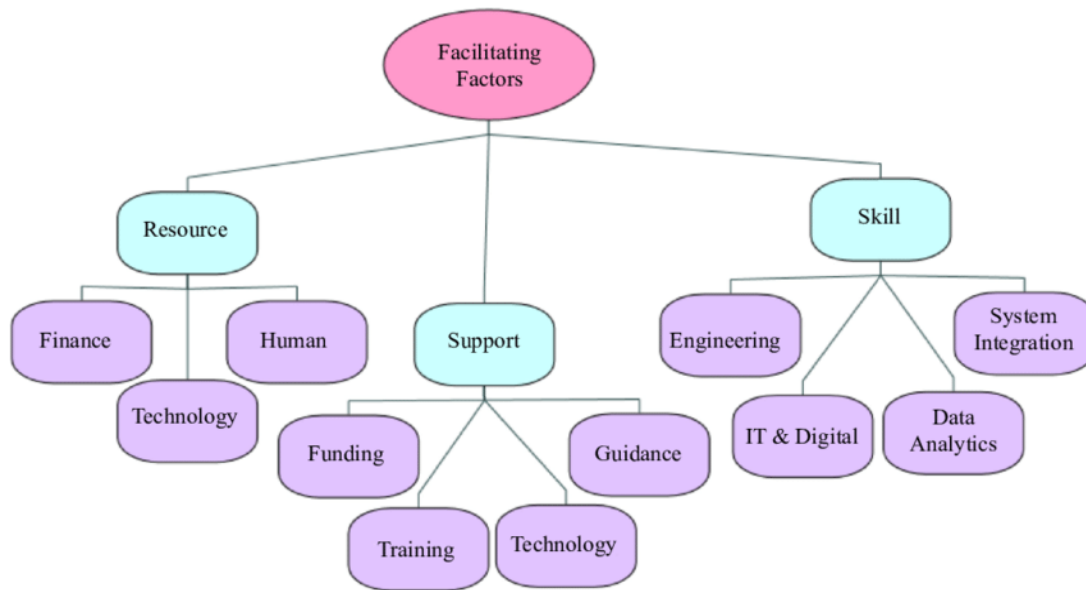 Facilitating
Factors
Resource
Skill
Support
Finance
Human
Technology
Engineering
System
Integration
IT & Digital
Data
Analytics
Funding
Guidance
Training
Technology